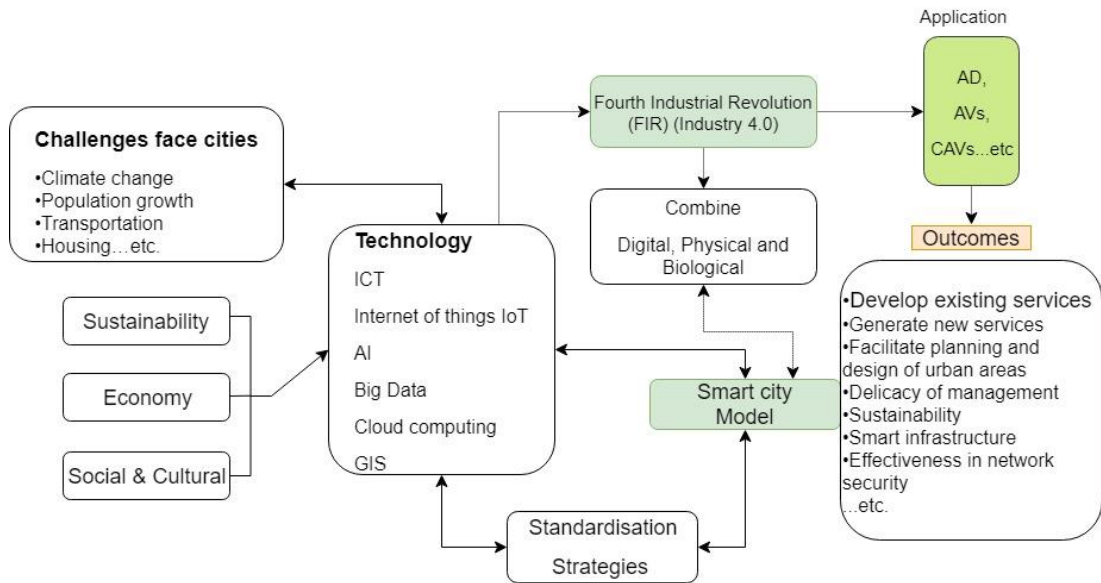 Application
AD,
AVs,
CAVs...etc
Fourth Industrial Revolution
(FIR) (Industry 4.0)
Challenges face cities
•Climate change
•Population growth
•Transportation
•Housing…etc.
Combine
Digital, Physical and
Biological
Technology
ICT
Internet of things IoT
AI
Big Data
Cloud computing
GIS
Outcomes
•Develop existing services
•Generate new services
•Facilitate planning and
design of urban areas
•Delicacy of management
•Sustainability
•Smart infrastructure
•Effectiveness in network
security
...etc.
Sustainability
Economy
Social & Cultural
Smart city
Model
Standardisation
Strategies